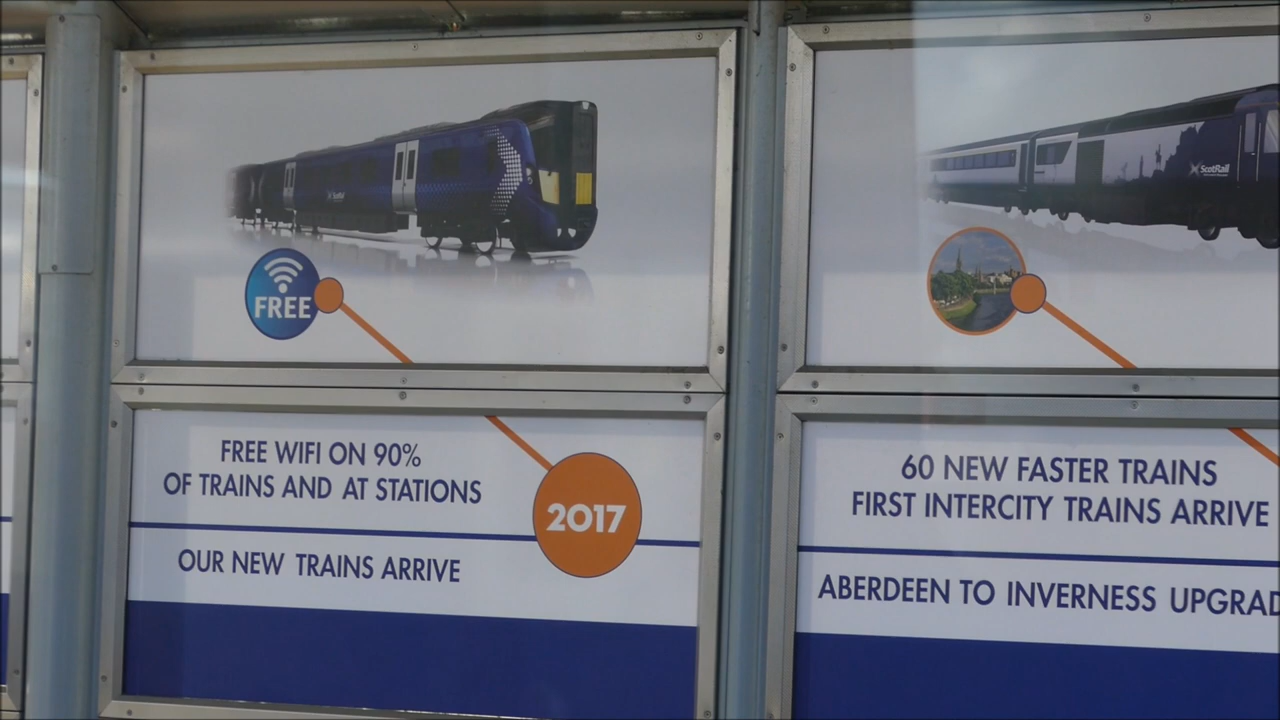 ScotRail
FREE
FREE WIFI ON 90%
OF TRAINS AND AT STATIONS
2017
OUR NEW TRAINS ARRIVE
ScotRail
60 NEW FASTER TRAINS
FIRST INTERCITY TRAINS ARRIVE
ABERDEEN TO INVERNESS UPGRAD